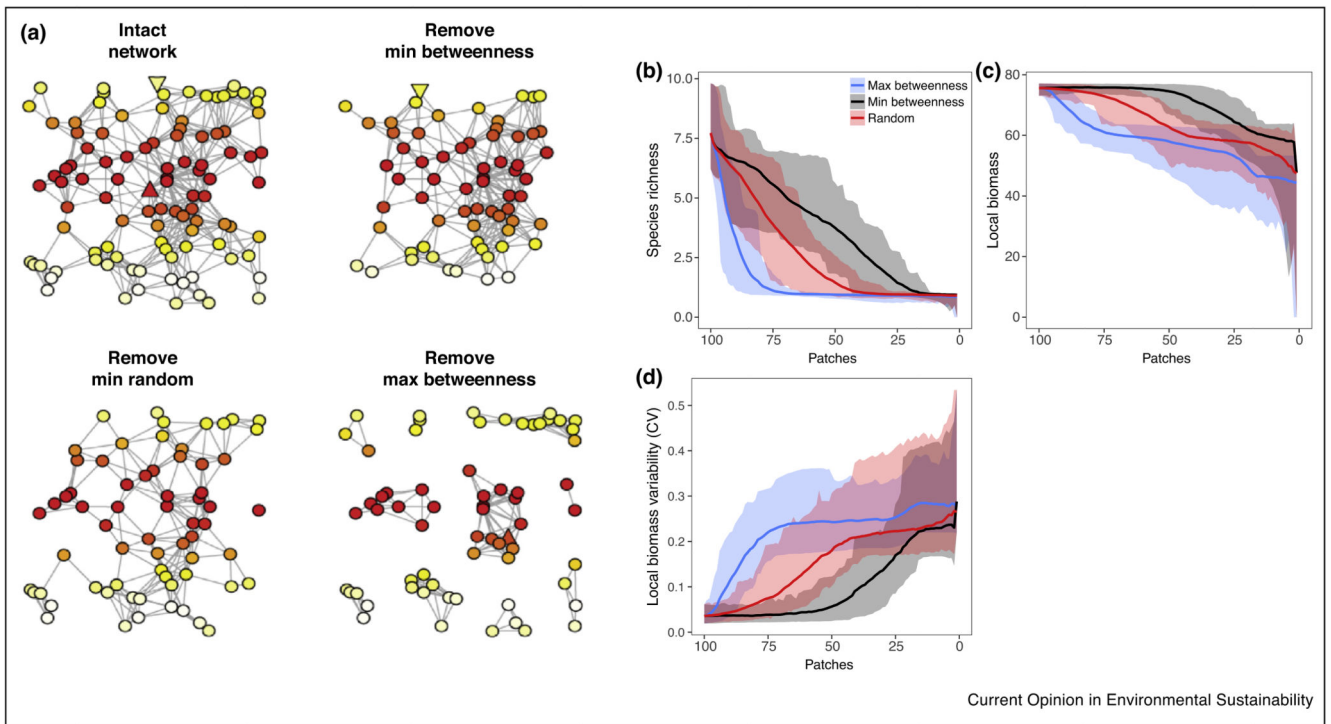 (a)
Intact
network
Remove
min betweenness
Remove
min random
Remove
max betweenness
(b)
10.0
7.5
5.0
2.5
0.0
Species richness
100
75
50
25
0
Patches
Max betweenness
Min betweenness
Random
(c)
80
60
40
20
0
Local biomass
100
75
50
25
0
Patches
(d)
0.5
0.4
0.3
0.2
0.1
0.0
Local biomass variability (CV)
100
75
50
25
0
Patches
Current Opinion in Environmental Sustainability